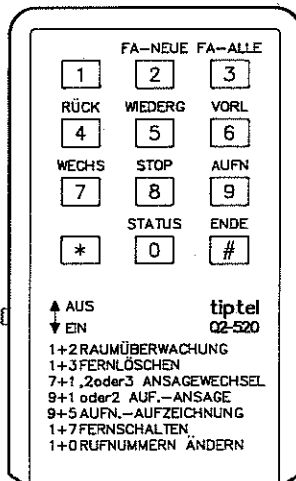 FA-NEUE FA-ALLE
1 2 3
RÜCK WIEDERG VORL
4 5 6
WECHS STOP AUFN
7 8 9
STATUS ENDE
* 0 #
AUS tiptel
EIN Q2-520
1+2 RAUMÜBERWACHUNG
1+3 FERNLÖSCHEN
7+1,2oder3 ANSAGEWECHSEL
9+1 oder2 AUF.-ANSAGE
9+5 AUFN.-AUFZEICHNUNG
1+7 FERNSCHALTEN
1+0 RUFNUMMERN ÄNDERN